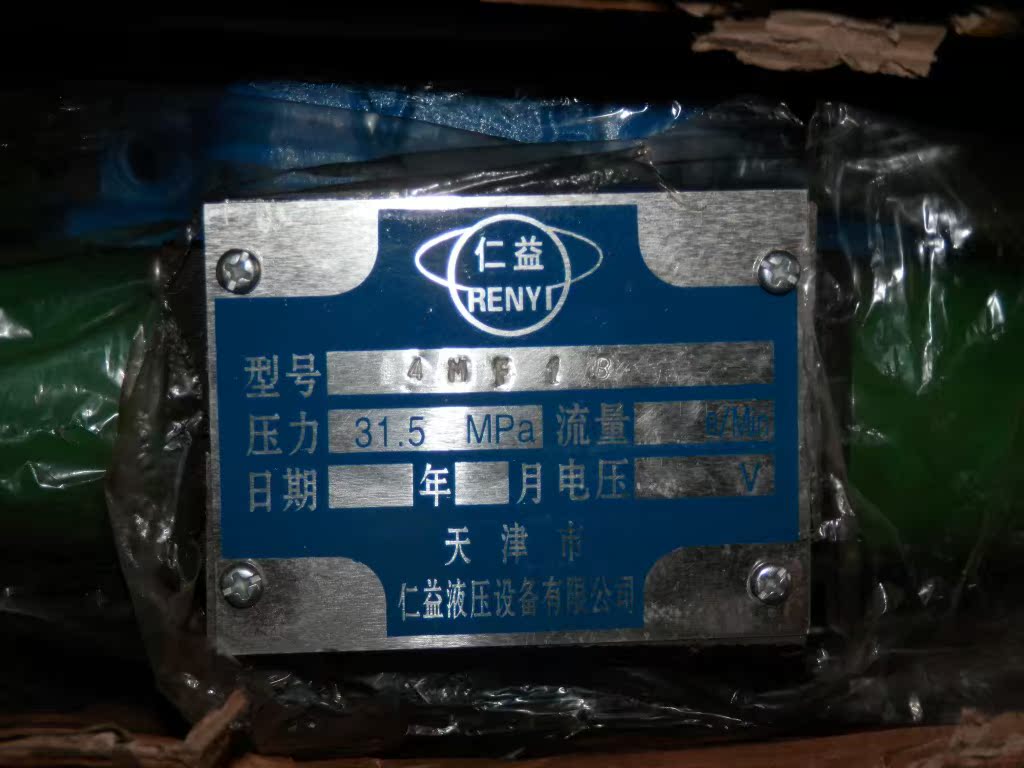 仁益
RENYI
型号 4MF1B
压力 31.5 MPa 流量 e/Min
日期 年 月 电压 V
天津市
仁益液压设备有限公司